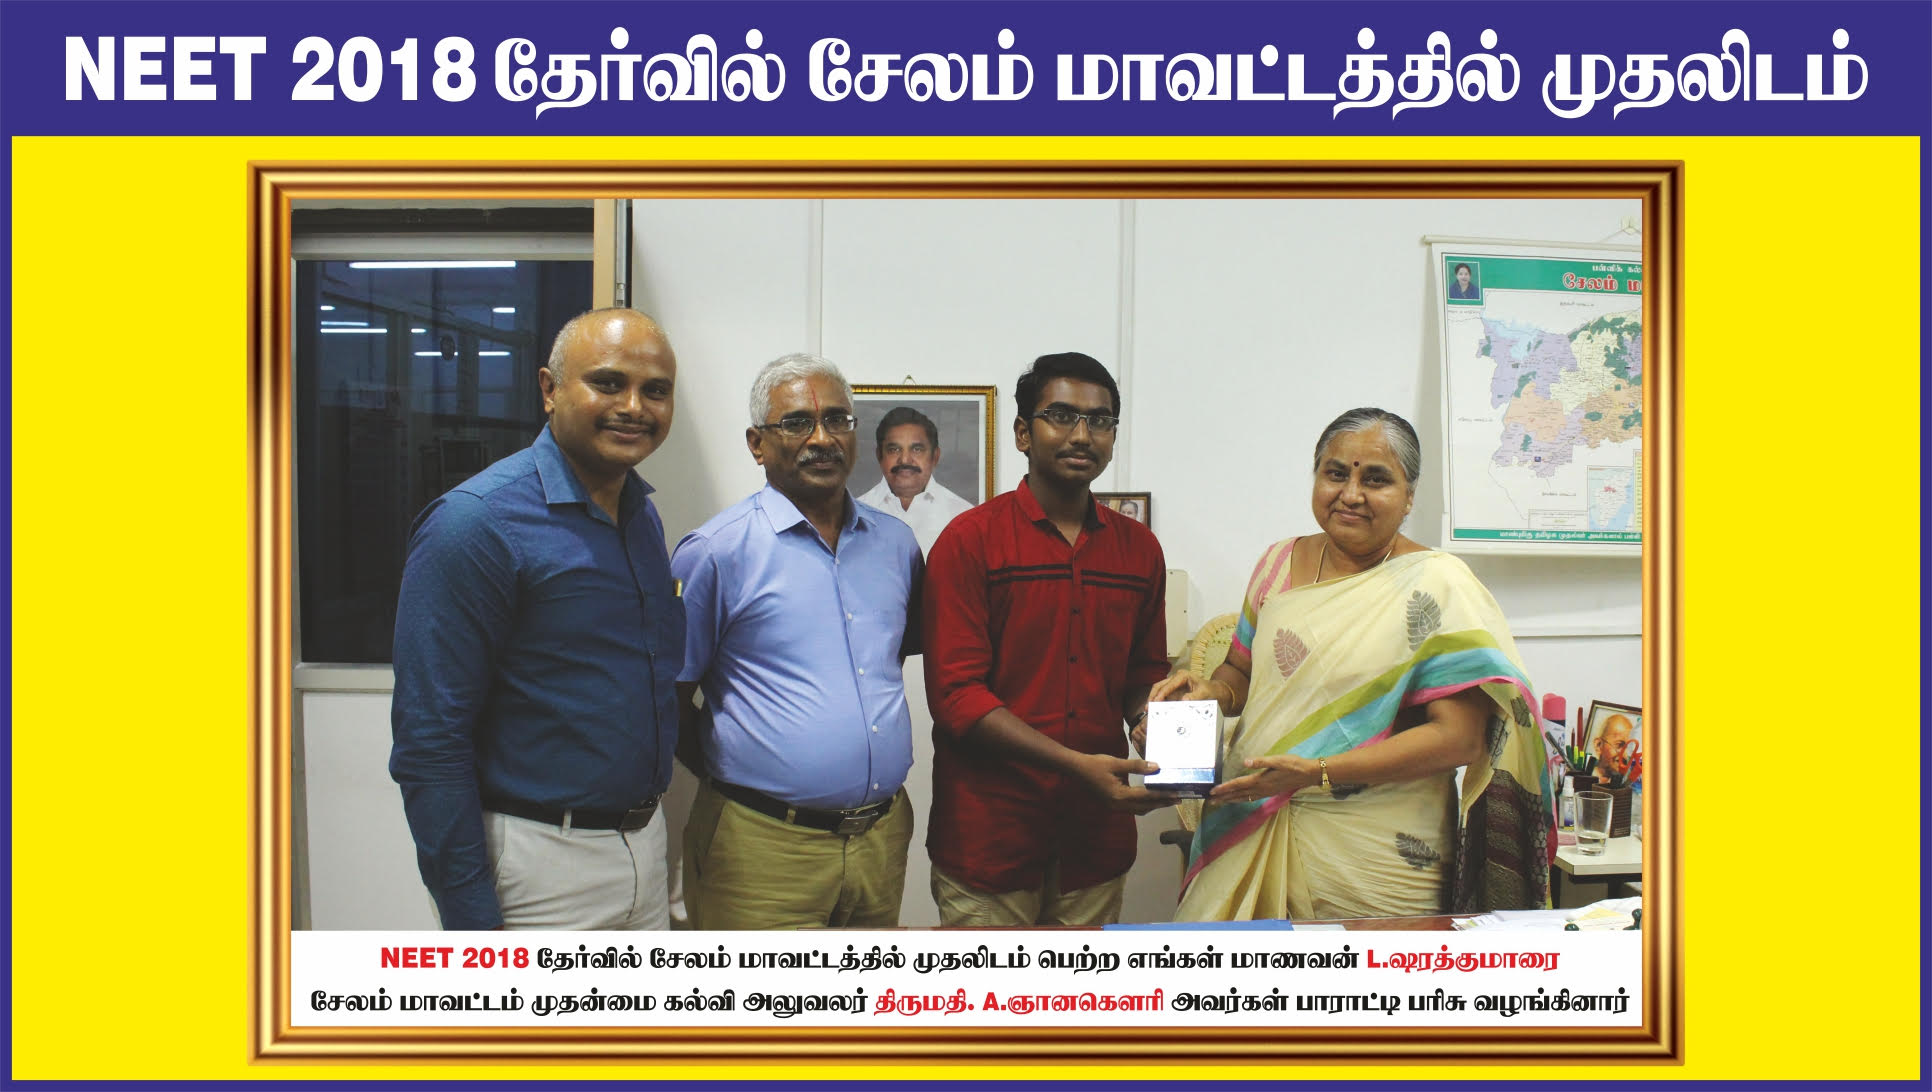 NEET 2018 தேர்வில் சேலம் மாவட்டத்தில் முதலிடம்
சேலம் மா
NEET 2018 தேர்வில் சேலம் மாவட்டத்தில் முதலிடம் பெற்ற எங்கள் மாணவன் L.ஷரத்குமாரை
சேலம் மாவட்டம் முதன்மை கல்வி அலுவலர் திருமதி. A.ஞானகௌரி அவர்கள் பாராட்டி பரிசு வழங்கினார்